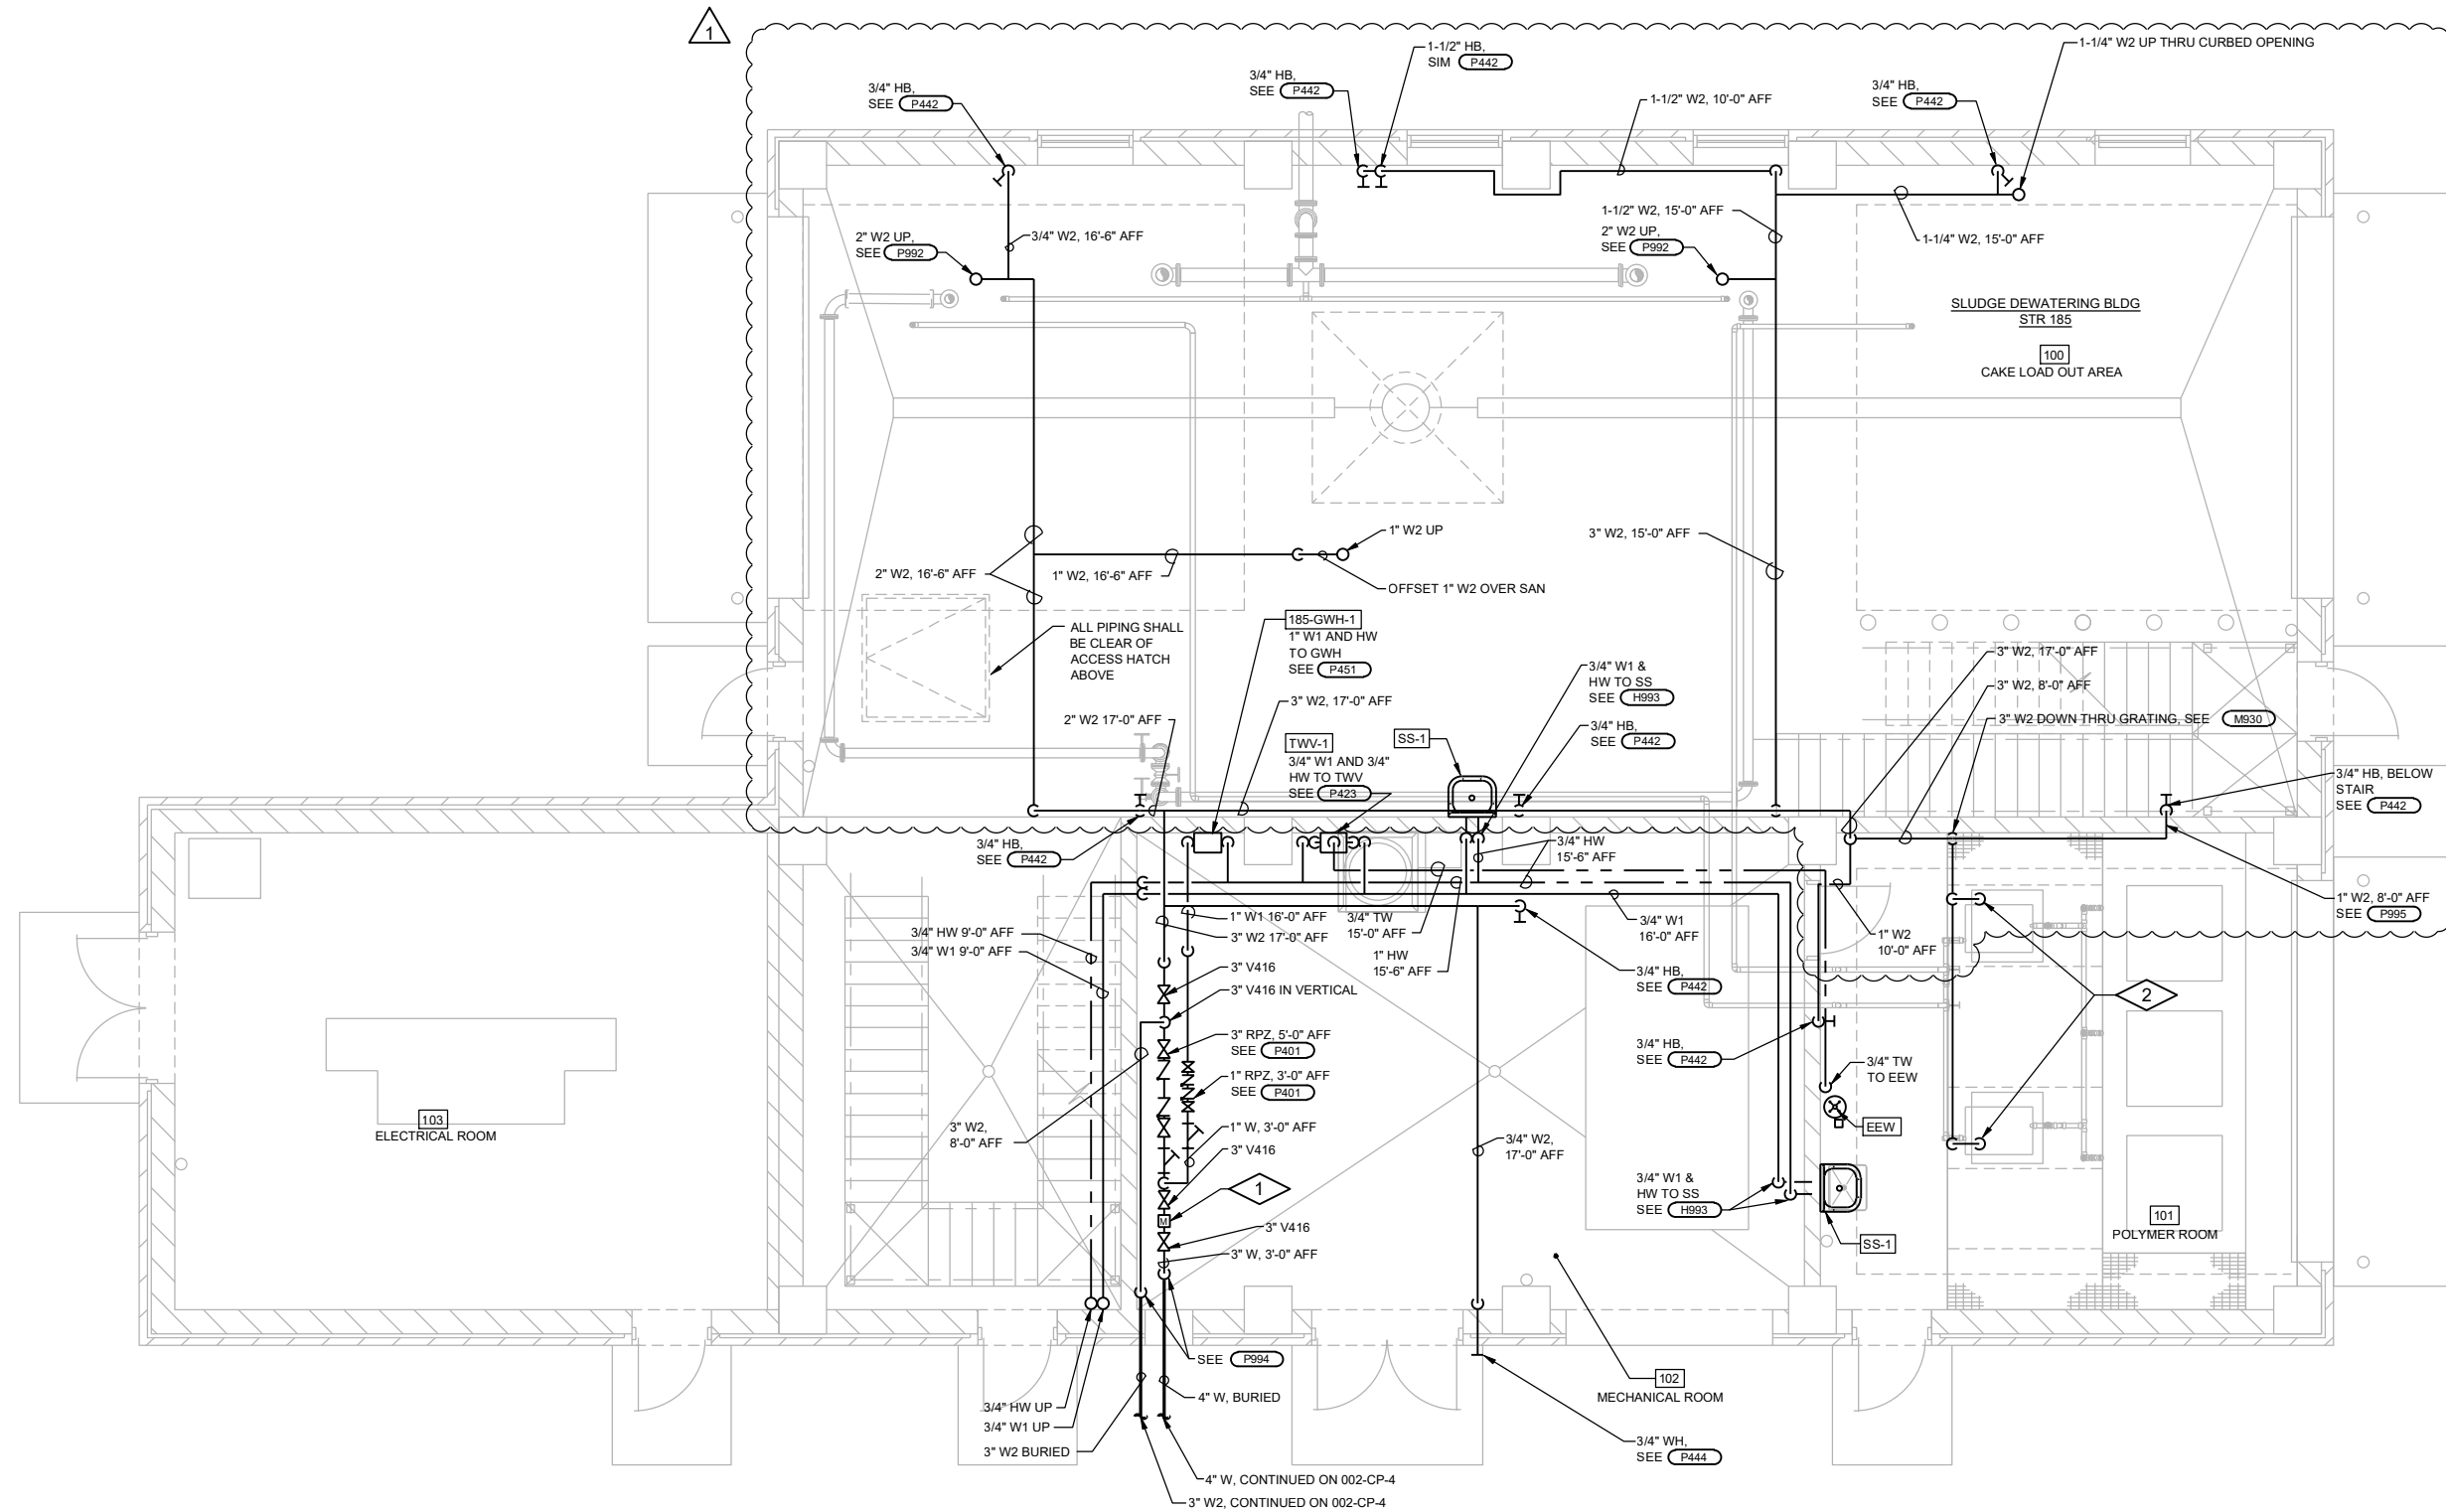 1
1-1/2" HB,
SIM P442
1-1/4" W2 UP THRU CURBED OPENING
3/4" HB,
SEE P442
3/4" HB,
SEE P442
1-1/2" W2, 10'-0" AFF
3/4" HB,
SEE P442
2" W2 UP,
SEE P992
3/4" W2, 16'-6" AFF
1-1/2" W2, 15'-0" AFF
2" W2 UP,
SEE P992
1-1/4" W2, 15'-0" AFF
SLUDGE DEWATERING BLDG
STR 185
100
CAKE LOAD OUT AREA
1" W2 UP
3" W2, 15'-0" AFF
2" W2, 16'-6" AFF
1" W2, 16'-6" AFF
OFFSET 1" W2 OVER SAN
ALL PIPING SHALL
BE CLEAR OF
ACCESS HATCH
ABOVE
185-GWH-1
1" W1 AND HW
TO GWH
SEE P451
3/4" W1 &
HW TO SS
SEE H993
3" W2, 17'-0" AFF
3" W2, 8'-0" AFF
3" W2 DOWN THRU GRATING, SEE M930
2" W2 17'-0" AFF
3" W2, 17'-0" AFF
TWV-1
3/4" W1 AND 3/4"
HW TO TWV
SEE P423
SS-1
3/4" HB,
SEE P442
3/4" HB, BELOW
STAIR
SEE P442
3/4" HB,
SEE P442
3/4" HW
15'-6" AFF
1" W2, 8'-0" AFF
SEE P995
1" W1 16'-0" AFF
3" W2 17'-0" AFF
3/4" TW
15'-0" AFF
3/4" W1
16'-0" AFF
1" W2
10'-0" AFF
3/4" HW 9'-0" AFF
3/4" W1 9'-0" AFF
1" HW
15'-6" AFF
3" V416
3" V416 IN VERTICAL
3/4" HB,
SEE P442
2
3" RPZ, 5'-0" AFF
SEE P401
1" RPZ, 3'-0" AFF
SEE P401
3/4" HB,
SEE P442
3/4" TW
TO EEW
EEW
103
ELECTRICAL ROOM
3" W2,
8'-0" AFF
1" W, 3'-0" AFF
3" V416
3/4" W2,
17'-0" AFF
1
M
3/4" W1 &
HW TO SS
SEE H993
3" V416
3" W, 3'-0" AFF
SS-1
101
POLYMER ROOM
SEE P994
4" W, BURIED
102
MECHANICAL ROOM
3/4" HW UP
3/4" W1 UP
3" W2 BURIED
3/4" WH,
SEE P444
4" W, CONTINUED ON 002-CP-4
3" W2, CONTINUED ON 002-CP-4